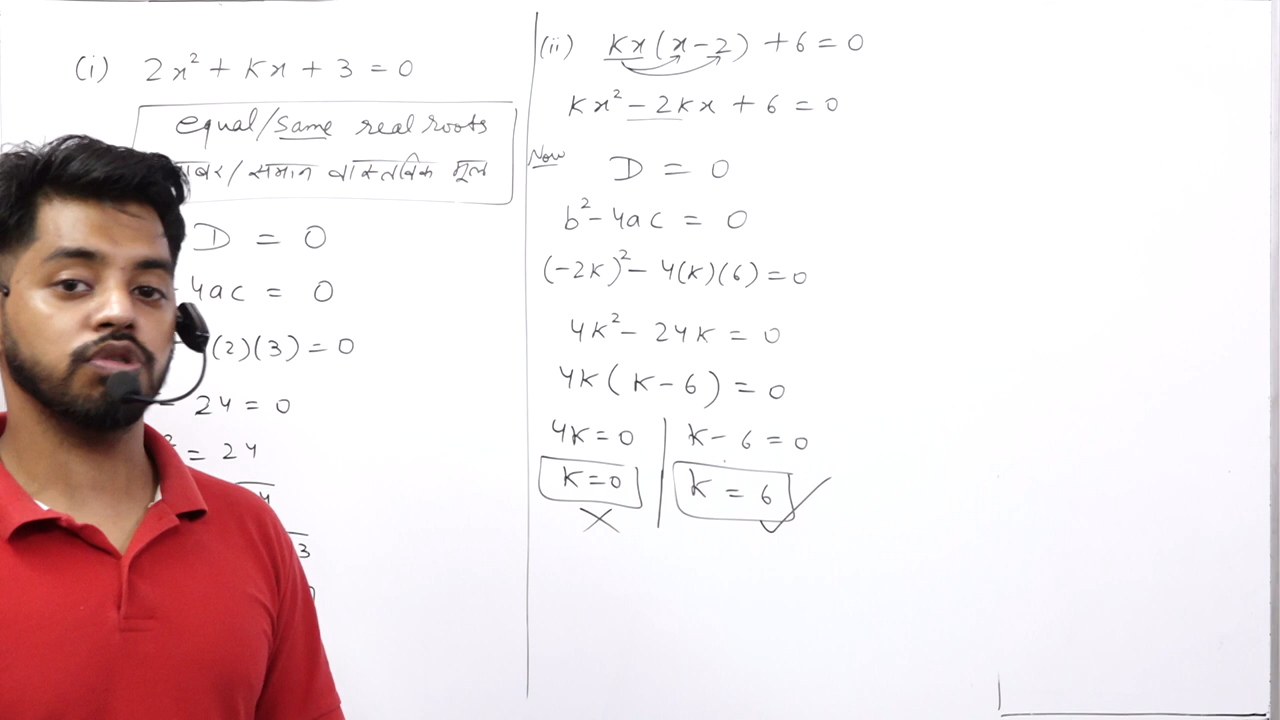 (i) 2x² + kx + 3 = 0
equal/same real roots
/ समान वास्तविक मूल
D = 0
4ac = 0
(2)(3) = 0
24 = 0
= 24
3
(ii) kx(x-2) + 6 = 0
kx² - 2kx + 6 = 0
Now D = 0
b² - 4ac = 0
(-2k)² - 4(k)(6) = 0
4k² - 24k = 0
4k(k-6) = 0
4k = 0 | k - 6 = 0
k = 0 | k = 6